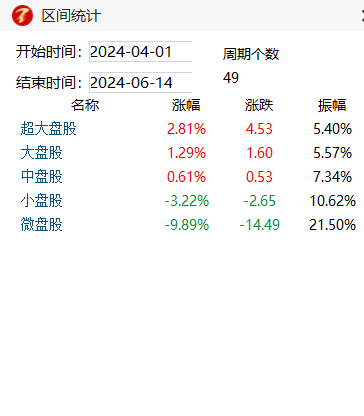 区间统计
开始时间： 2024-04-01 周期个数
结束时间： 2024-06-14 49
名称 涨幅 涨跌 振幅
超大盘股 2.81% 4.53 5.40%
大盘股 1.29% 1.60 5.57%
中盘股 0.61% 0.53 7.34%
小盘股 -3.22% -2.65 10.62%
微盘股 -9.89% -14.49 21.50%